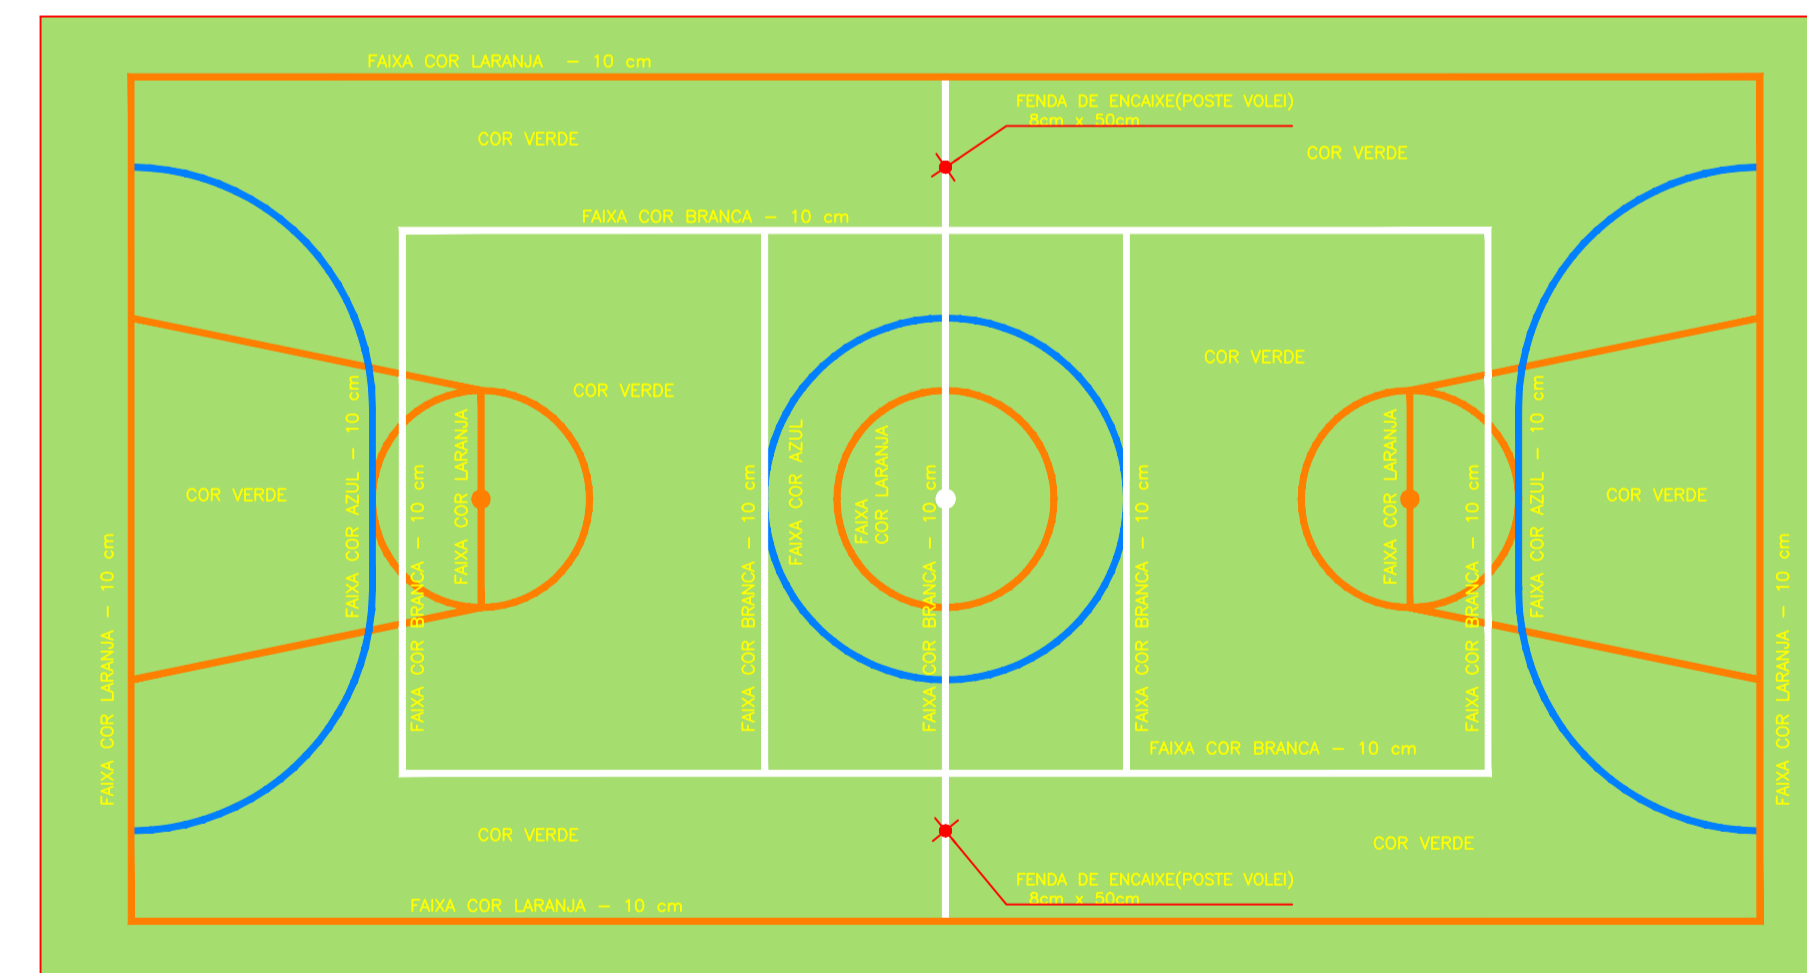 FAIXA COR LARANJA - 10 cm
FENDA DE ENCAIXE(POSTE VOLEI)
8cm x 50cm
COR VERDE
COR VERDE
FAIXA COR BRANCA - 10 cm
COR VERDE
COR VERDE
COR VERDE
COR VERDE
FAIXA COR LARANJA - 10 cm
FAIXA COR AZUL - 10 cm
FAIXA COR BRANCA - 10 cm
FAIXA COR LARANJA
FAIXA COR BRANCA - 10 cm
FAIXA COR AZUL
FAIXA
COR LARANJA
FAIXA COR BRANCA - 10 cm
FAIXA COR BRANCA - 10 cm
FAIXA COR LARANJA
FAIXA COR BRANCA - 10 cm
FAIXA COR AZUL - 10 cm
FAIXA COR LARANJA - 10 cm
FAIXA COR BRANCA - 10 cm
COR VERDE
COR VERDE
FENDA DE ENCAIXE(POSTE VOLEI)
8cm x 50cm
FAIXA COR LARANJA - 10 cm